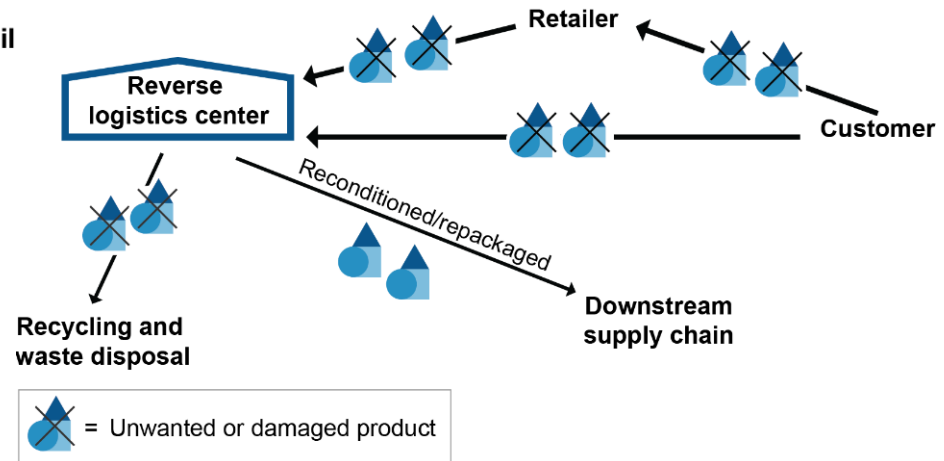 il
Retailer
Reverse
logistics center
Customer
Reconditioned/repackaged
Downstream
supply chain
Recycling and
waste disposal
= Unwanted or damaged product